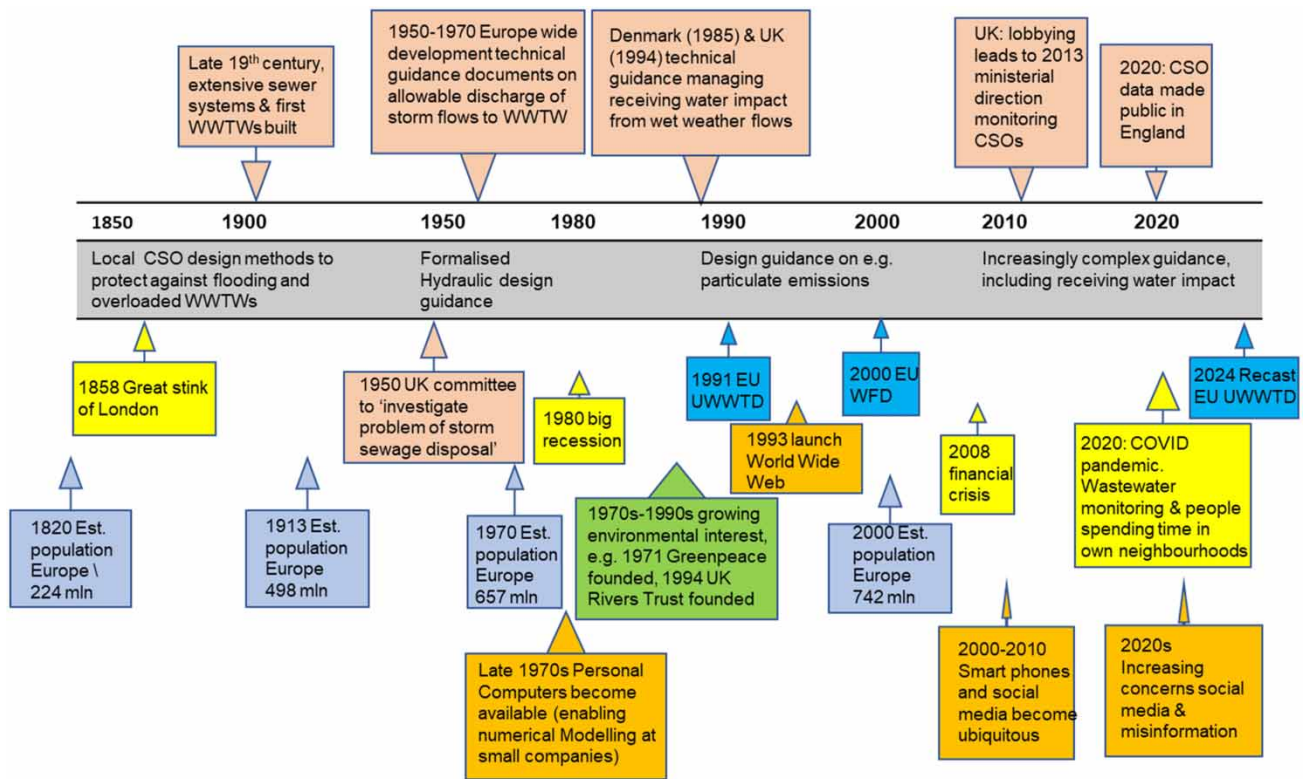 Late 19th century,
extensive sewer
systems & first
WWTWs built
1950-1970 Europe wide
development technical
guidance documents on
allowable discharge of
storm flows to WWTW
Denmark (1985) & UK
(1994) technical
guidance managing
receiving water impact
from wet weather flows
UK: lobbying
leads to 2013
ministerial
direction
monitoring
CSOs
2020: CSO
data made
public in
England
1850 1900 1950 1980 1990 2000 2010 2020
Local CSO design methods to
protect against flooding and
overloaded WWTWs
Formalised
Hydraulic design
guidance
Design guidance on e.g.
particulate emissions
Increasingly complex guidance,
including receiving water impact
1858 Great stink
of London
1950 UK committee
to ‘investigate
problem of storm
sewage disposal’
1980 big
recession
1991 EU
UWWTD
1993 launch
World Wide
Web
2000 EU
WFD
2008
financial
crisis
2020: COVID
pandemic.
Wastewater
monitoring & people
spending time in
own neighbourhoods
2024 Recast
EU UWWTD
1820 Est.
population
Europe \
224 mln
1913 Est.
population
Europe
498 mln
1970 Est.
population
Europe
657 mln
1970s-1990s growing
environmental interest,
e.g. 1971 Greenpeace
founded, 1994 UK
Rivers Trust founded
2000 Est.
population
Europe
742 mln
Late 1970s Personal
Computers become
available (enabling
numerical Modelling at
small companies)
2000-2010
Smart phones
and social
media become
ubiquitous
2020s
Increasing
concerns social
media &
misinformation